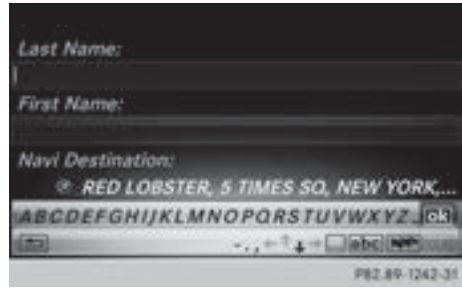 Last Name:
First Name:
Navi Destination:
RED LOBSTER, 5 TIMES SQ, NEW YORK,...
ABCDEFGHIJKLMNOPQRSTUVWXYZ ok
-., abc
P82.89-1242-31